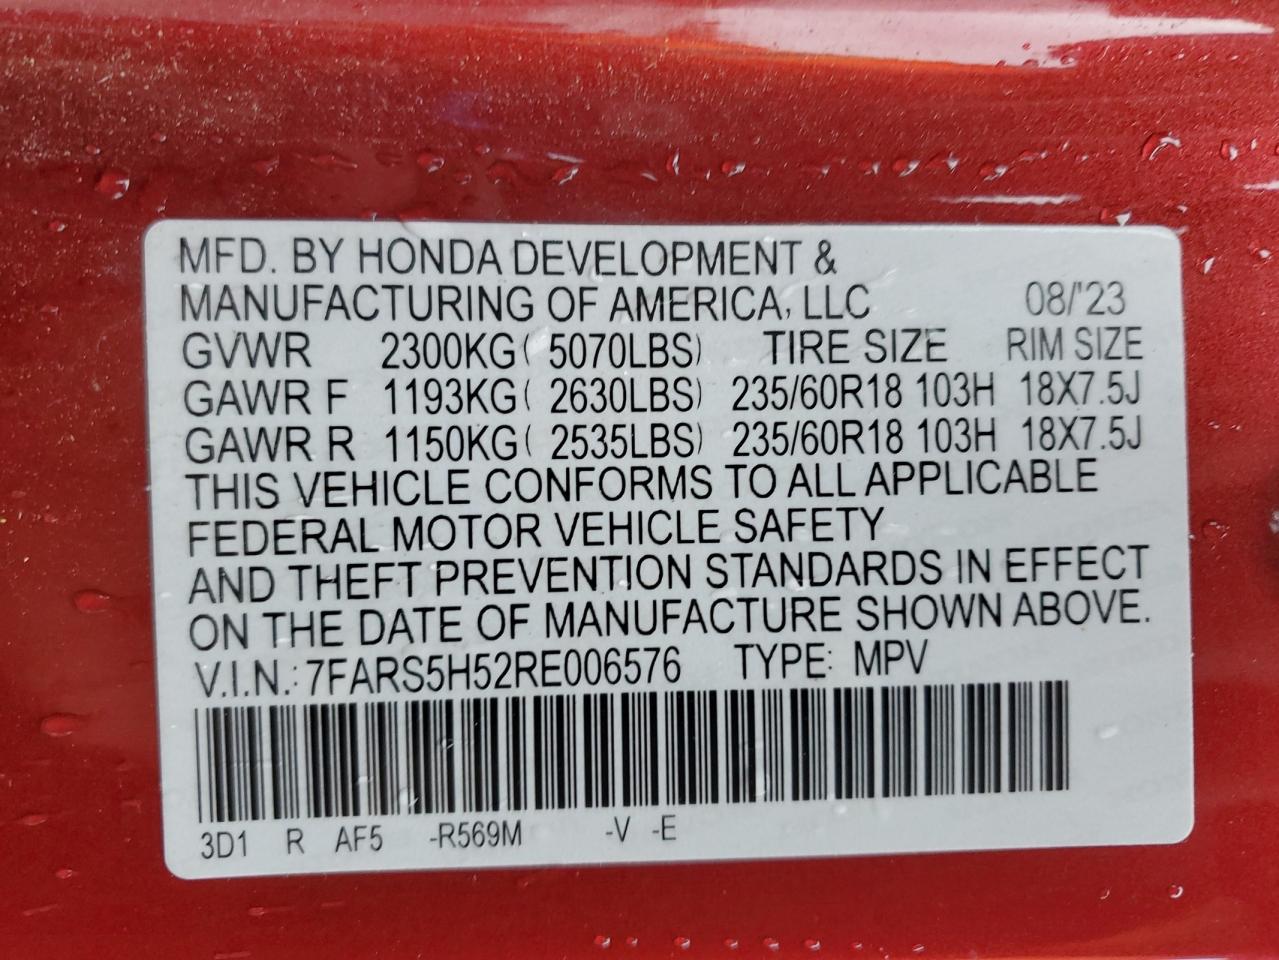 MFD. BY HONDA DEVELOPMENT &
MANUFACTURING OF AMERICA, LLC 08/'23
GVWR 2300KG( 5070LBS) TIRE SIZE RIM SIZE
GAWR F 1193KG( 2630LBS) 235/60R18 103H 18X7.5J
GAWR R 1150KG( 2535LBS) 235/60R18 103H 18X7.5J
THIS VEHICLE CONFORMS TO ALL APPLICABLE
FEDERAL MOTOR VEHICLE SAFETY
AND THEFT PREVENTION STANDARDS IN EFFECT
ON THE DATE OF MANUFACTURE SHOWN ABOVE.
V.I.N.: 7FARS5H52RE006576 TYPE: MPV
3D1 R AF5 -R569M -V -E